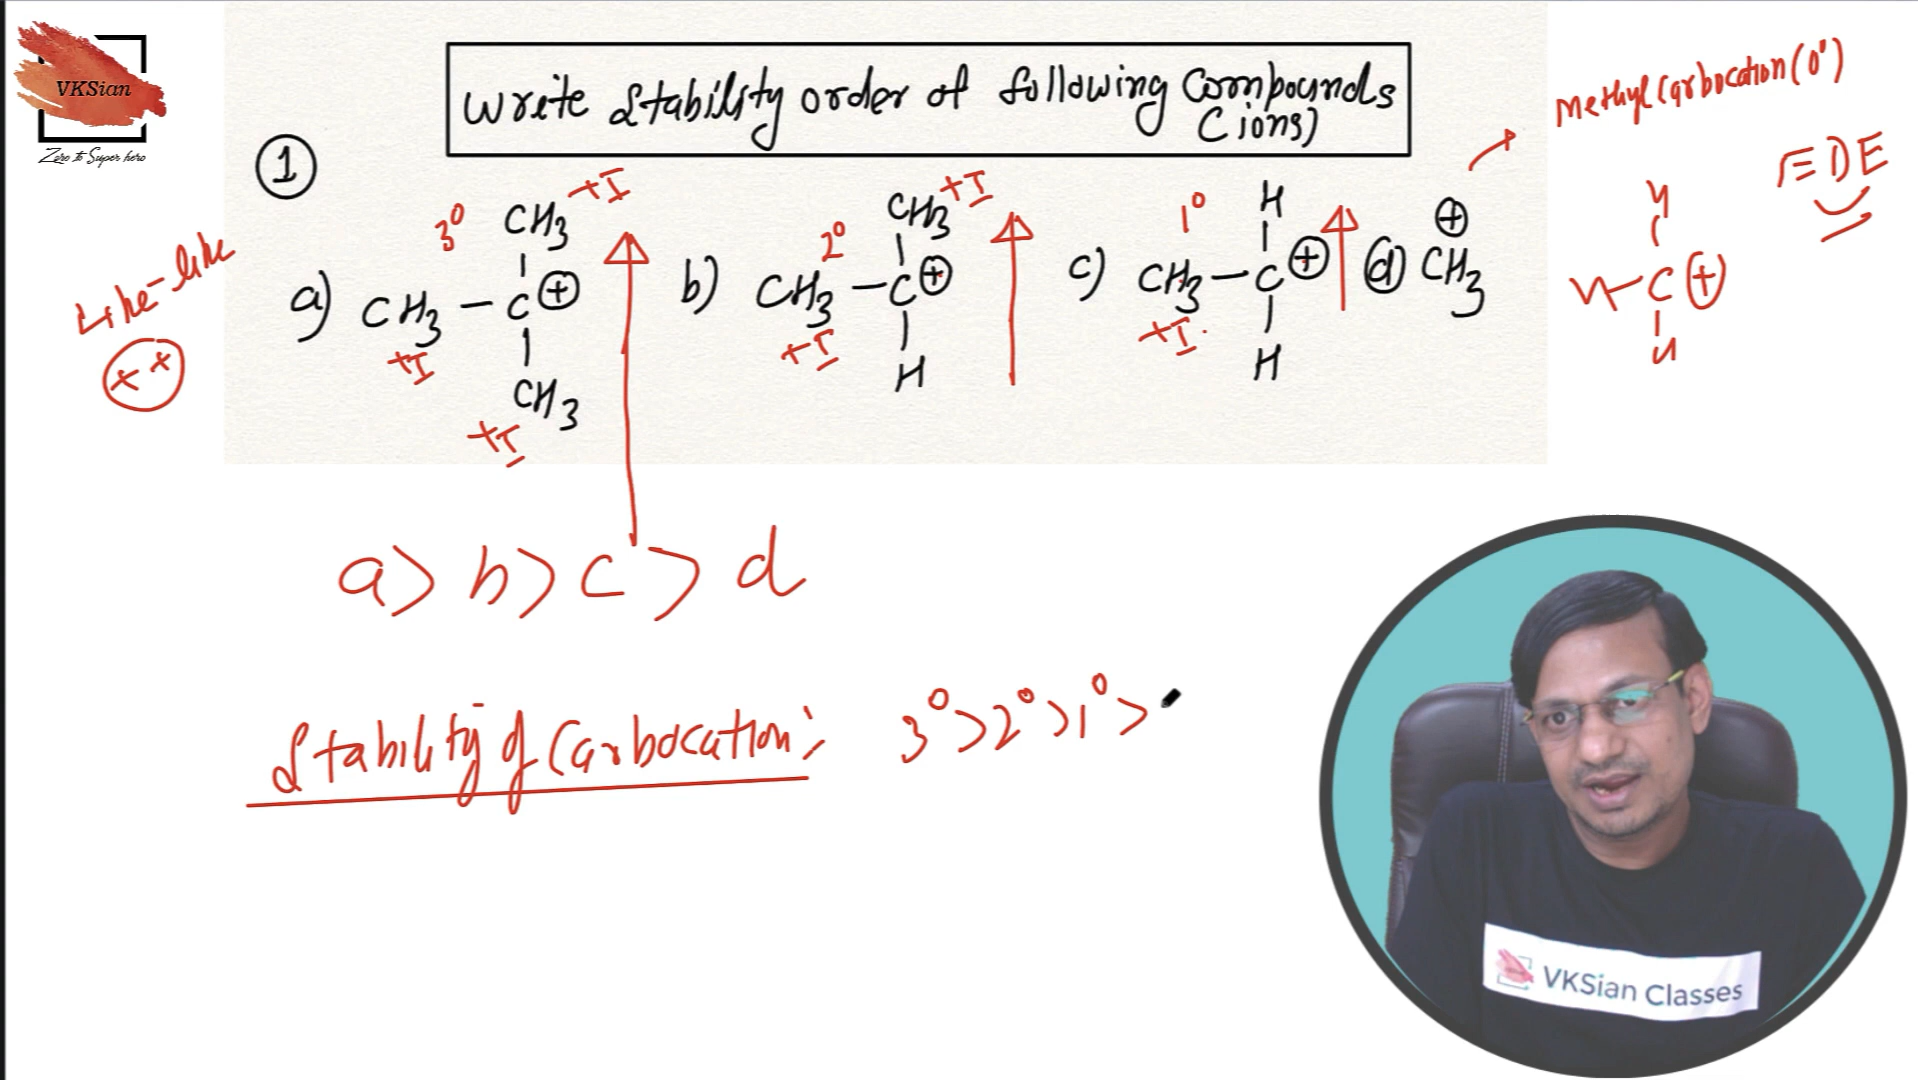 VKSian
Zero to Super hero
Write Stability order of following Compounds
(ions)
Methyl Carbocation (0°)
EDE
1
Like-like
+ +
3°
CH3
+I
a) CH3 - C ⊕
+I
CH3
+I
2°
CH3
+I
b) CH3 - C ⊕
+I
H
1°
H
c) CH3 - C ⊕
+I
H
d) CH3
⊕
H
H - C ⊕
H
a > b > c > d
Stability of Carbocation: 3° > 2° > 1° >
VKSian Classes